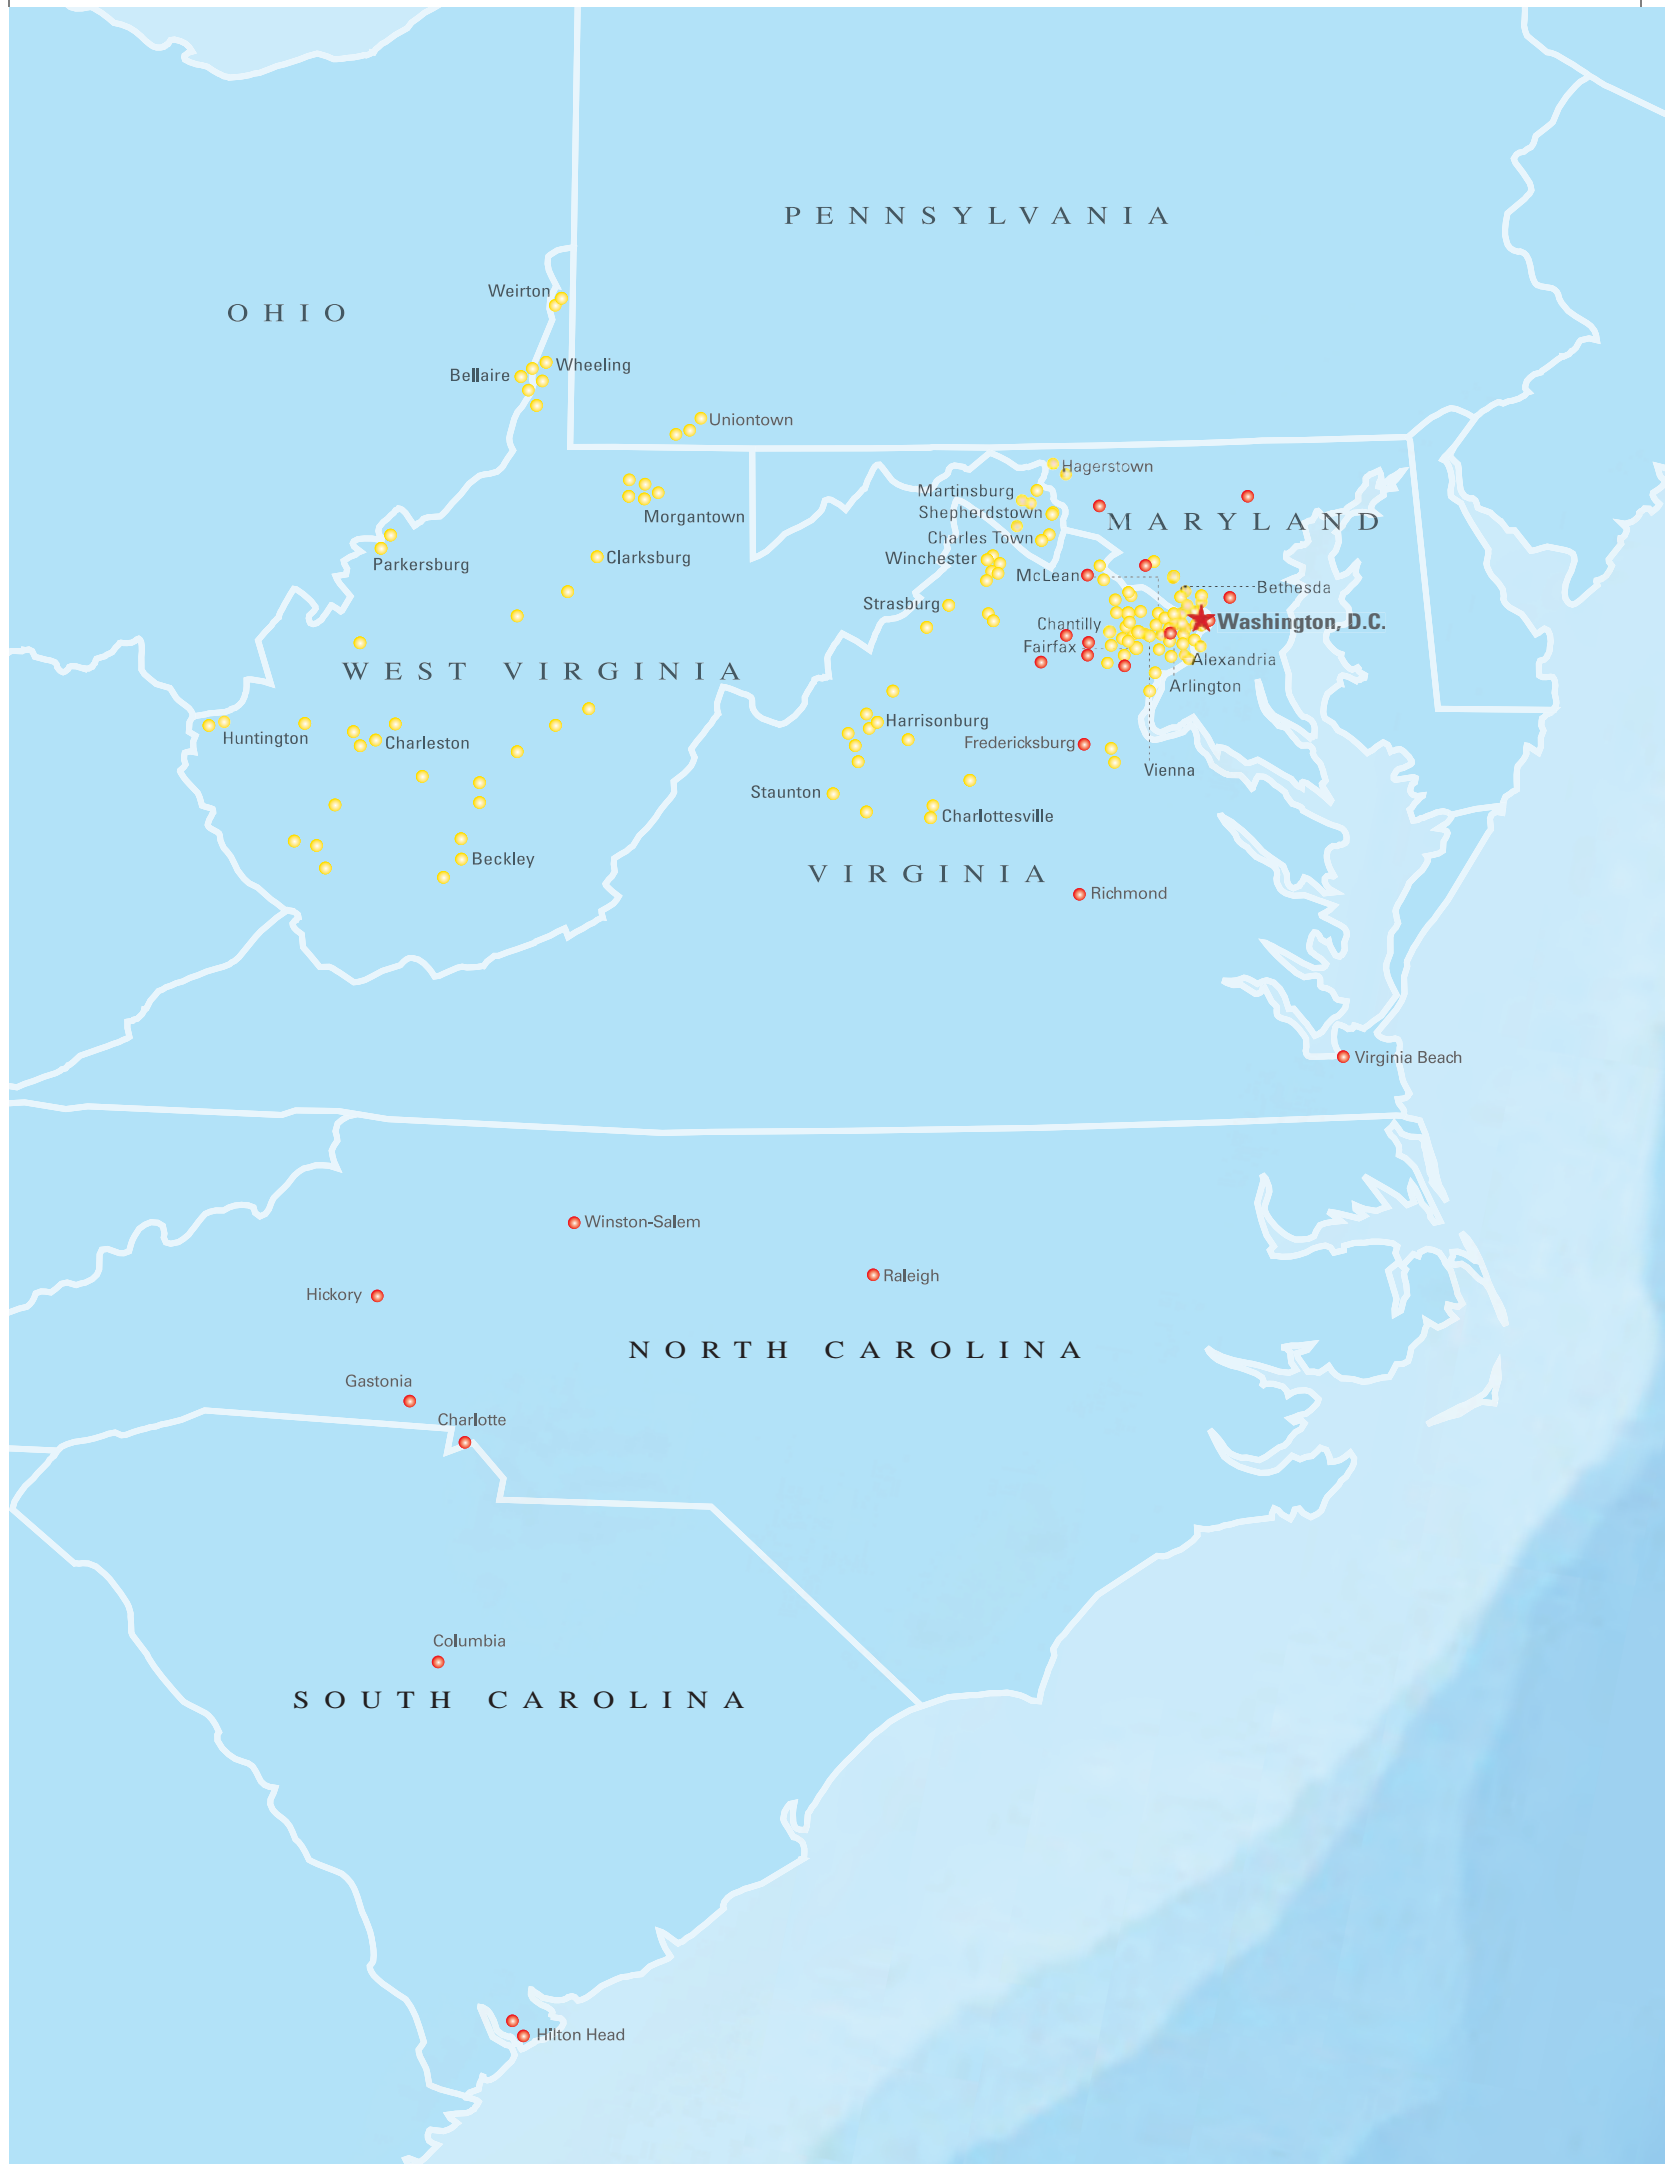 PENNSYLVANIA
Weirton
OHIO
Wheeling
Bellaire
Uniontown
Hagerstown
Martinsburg
Morgantown
Shepherdstown
MARYLAND
Charles Town
Clarksburg
Winchester
Parkersburg
McLean
Bethesda
Strasburg
Washington, D.C.
Chantilly
Fairfax
Alexandria
WEST VIRGINIA
Arlington
Harrisonburg
Huntington
Charleston
Fredericksburg
Vienna
Staunton
Charlottesville
Beckley
VIRGINIA
Richmond
Virginia Beach
Winston-Salem
Raleigh
Hickory
NORTH CAROLINA
Gastonia
Charlotte
Columbia
SOUTH CAROLINA
Hilton Head